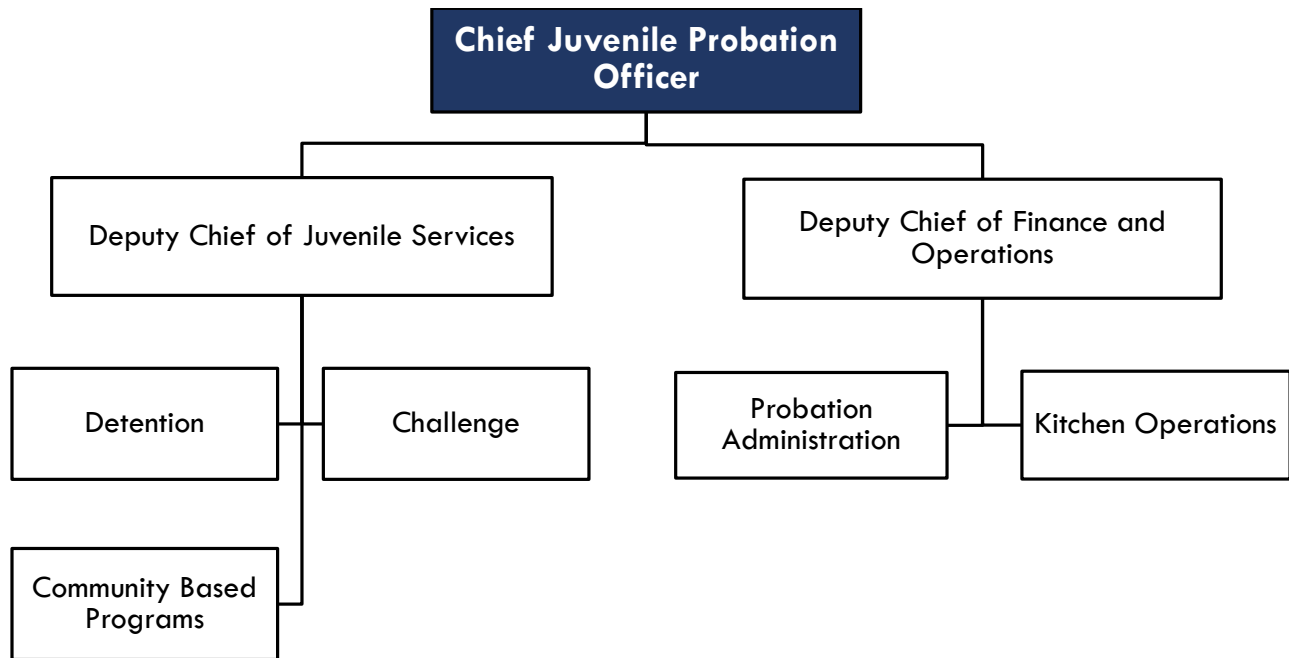 Chief Juvenile Probation
Officer
Deputy Chief of Juvenile Services
Deputy Chief of Finance and
Operations
Detention
Challenge
Probation
Administration
Kitchen Operations
Community Based
Programs